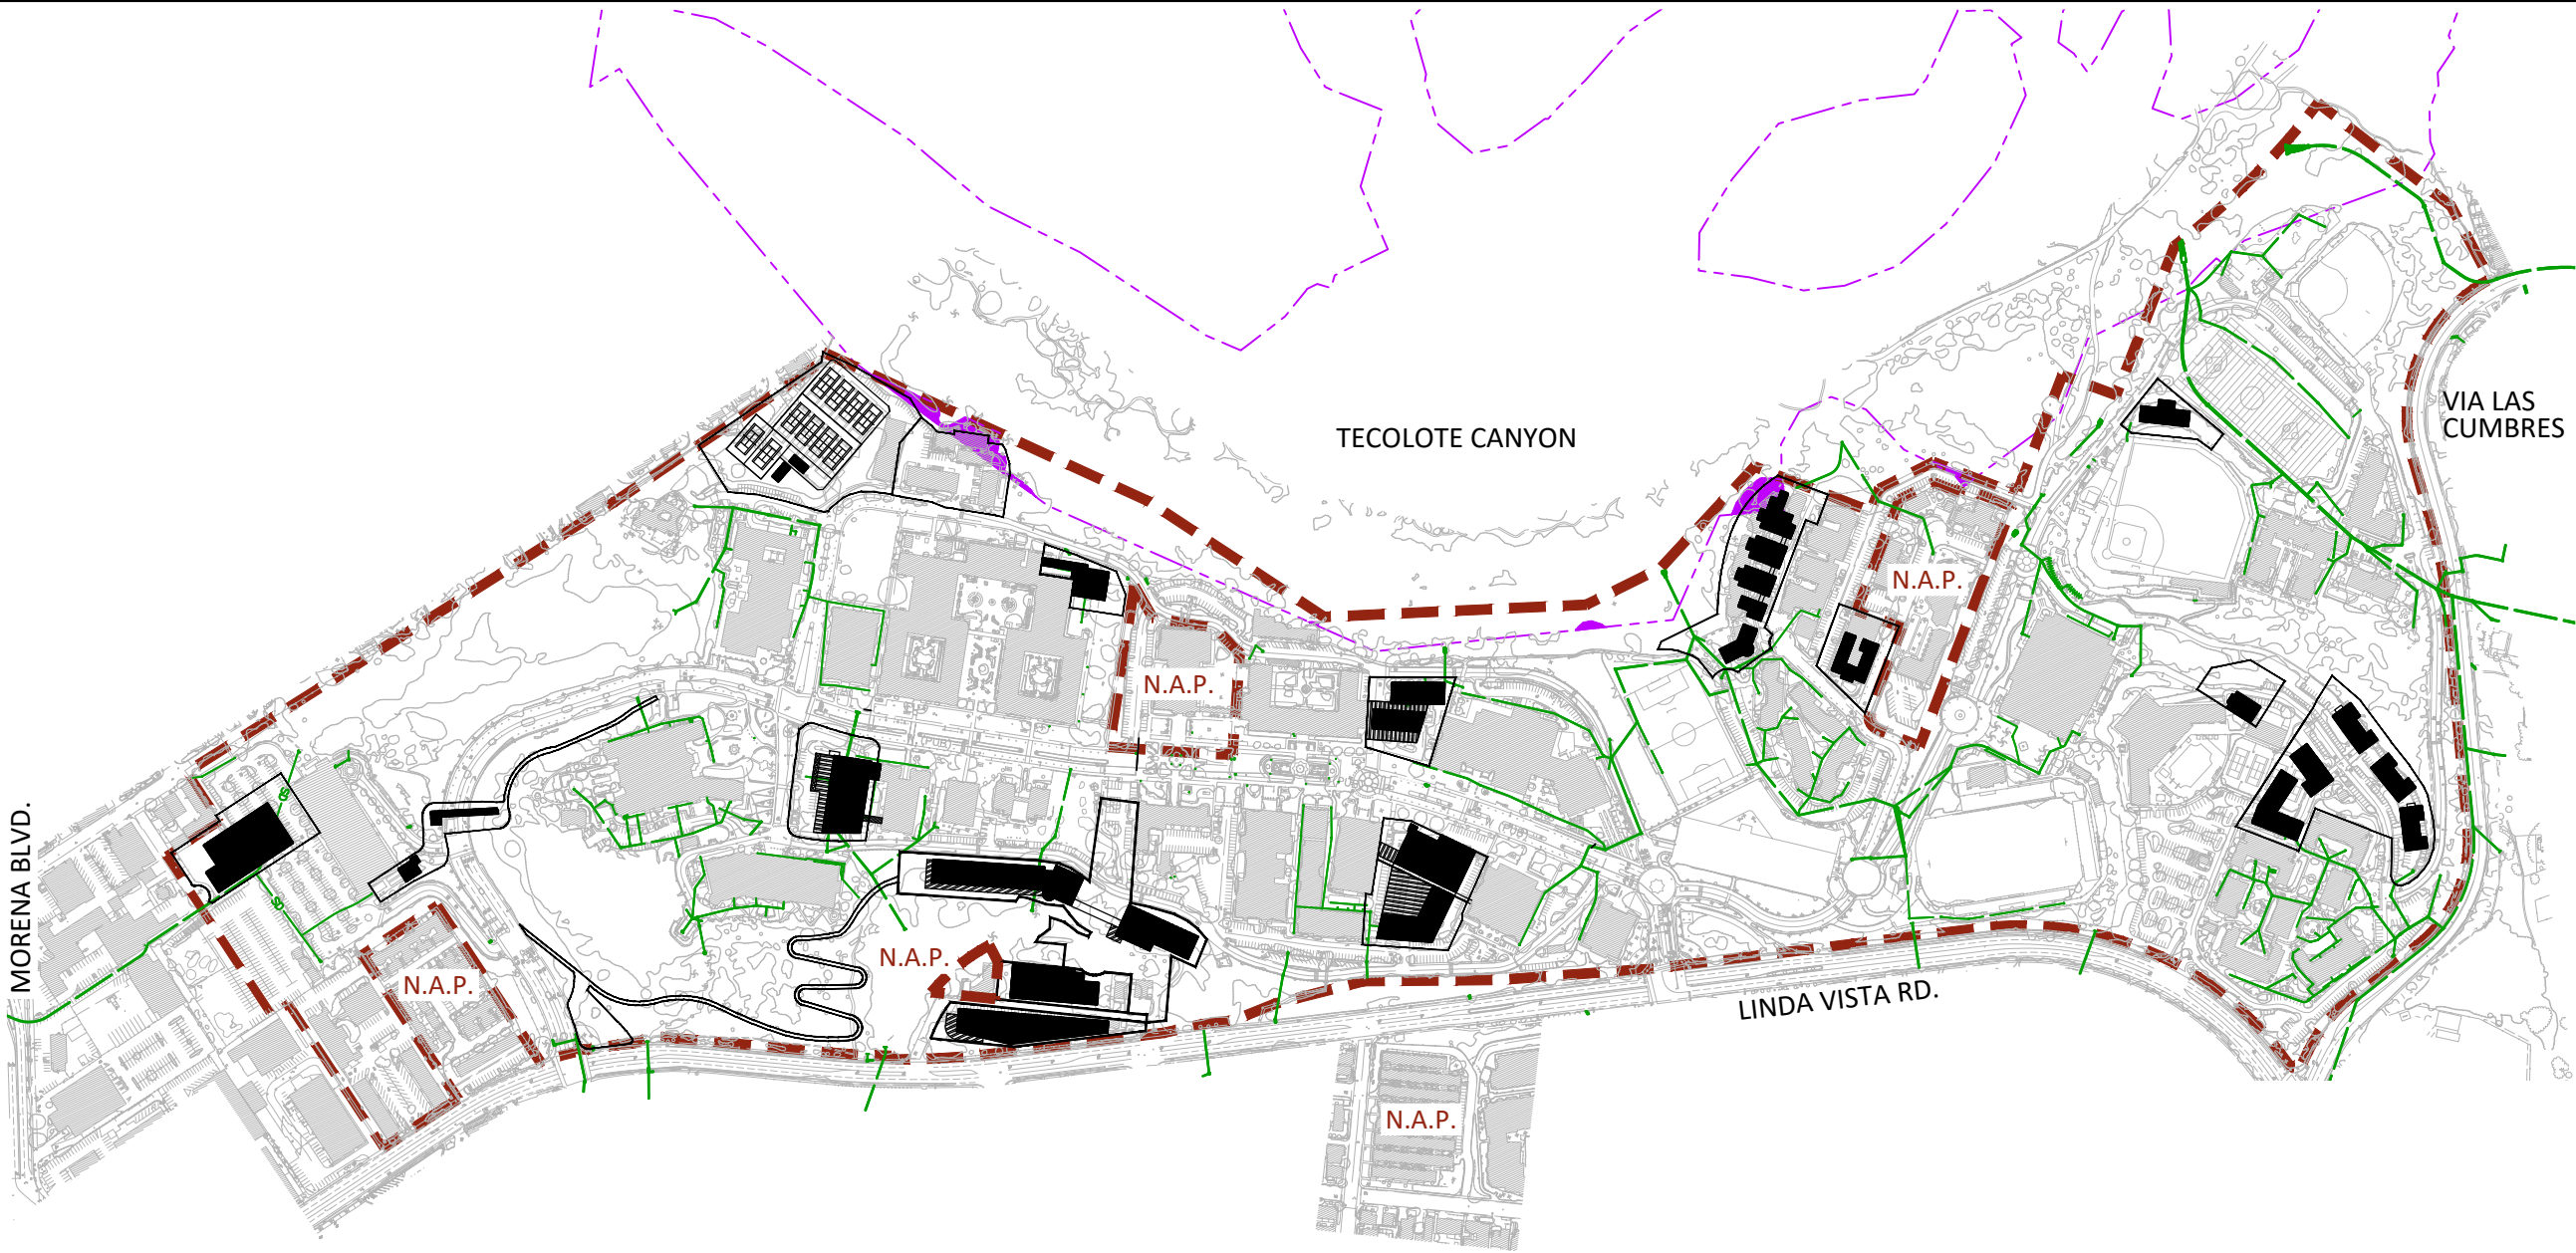 TECOLOTE CANYON
VIA LAS
CUMBRES
N.A.P.
N.A.P.
MORENA BLVD.
N.A.P.
N.A.P.
LINDA VISTA RD.
N.A.P.